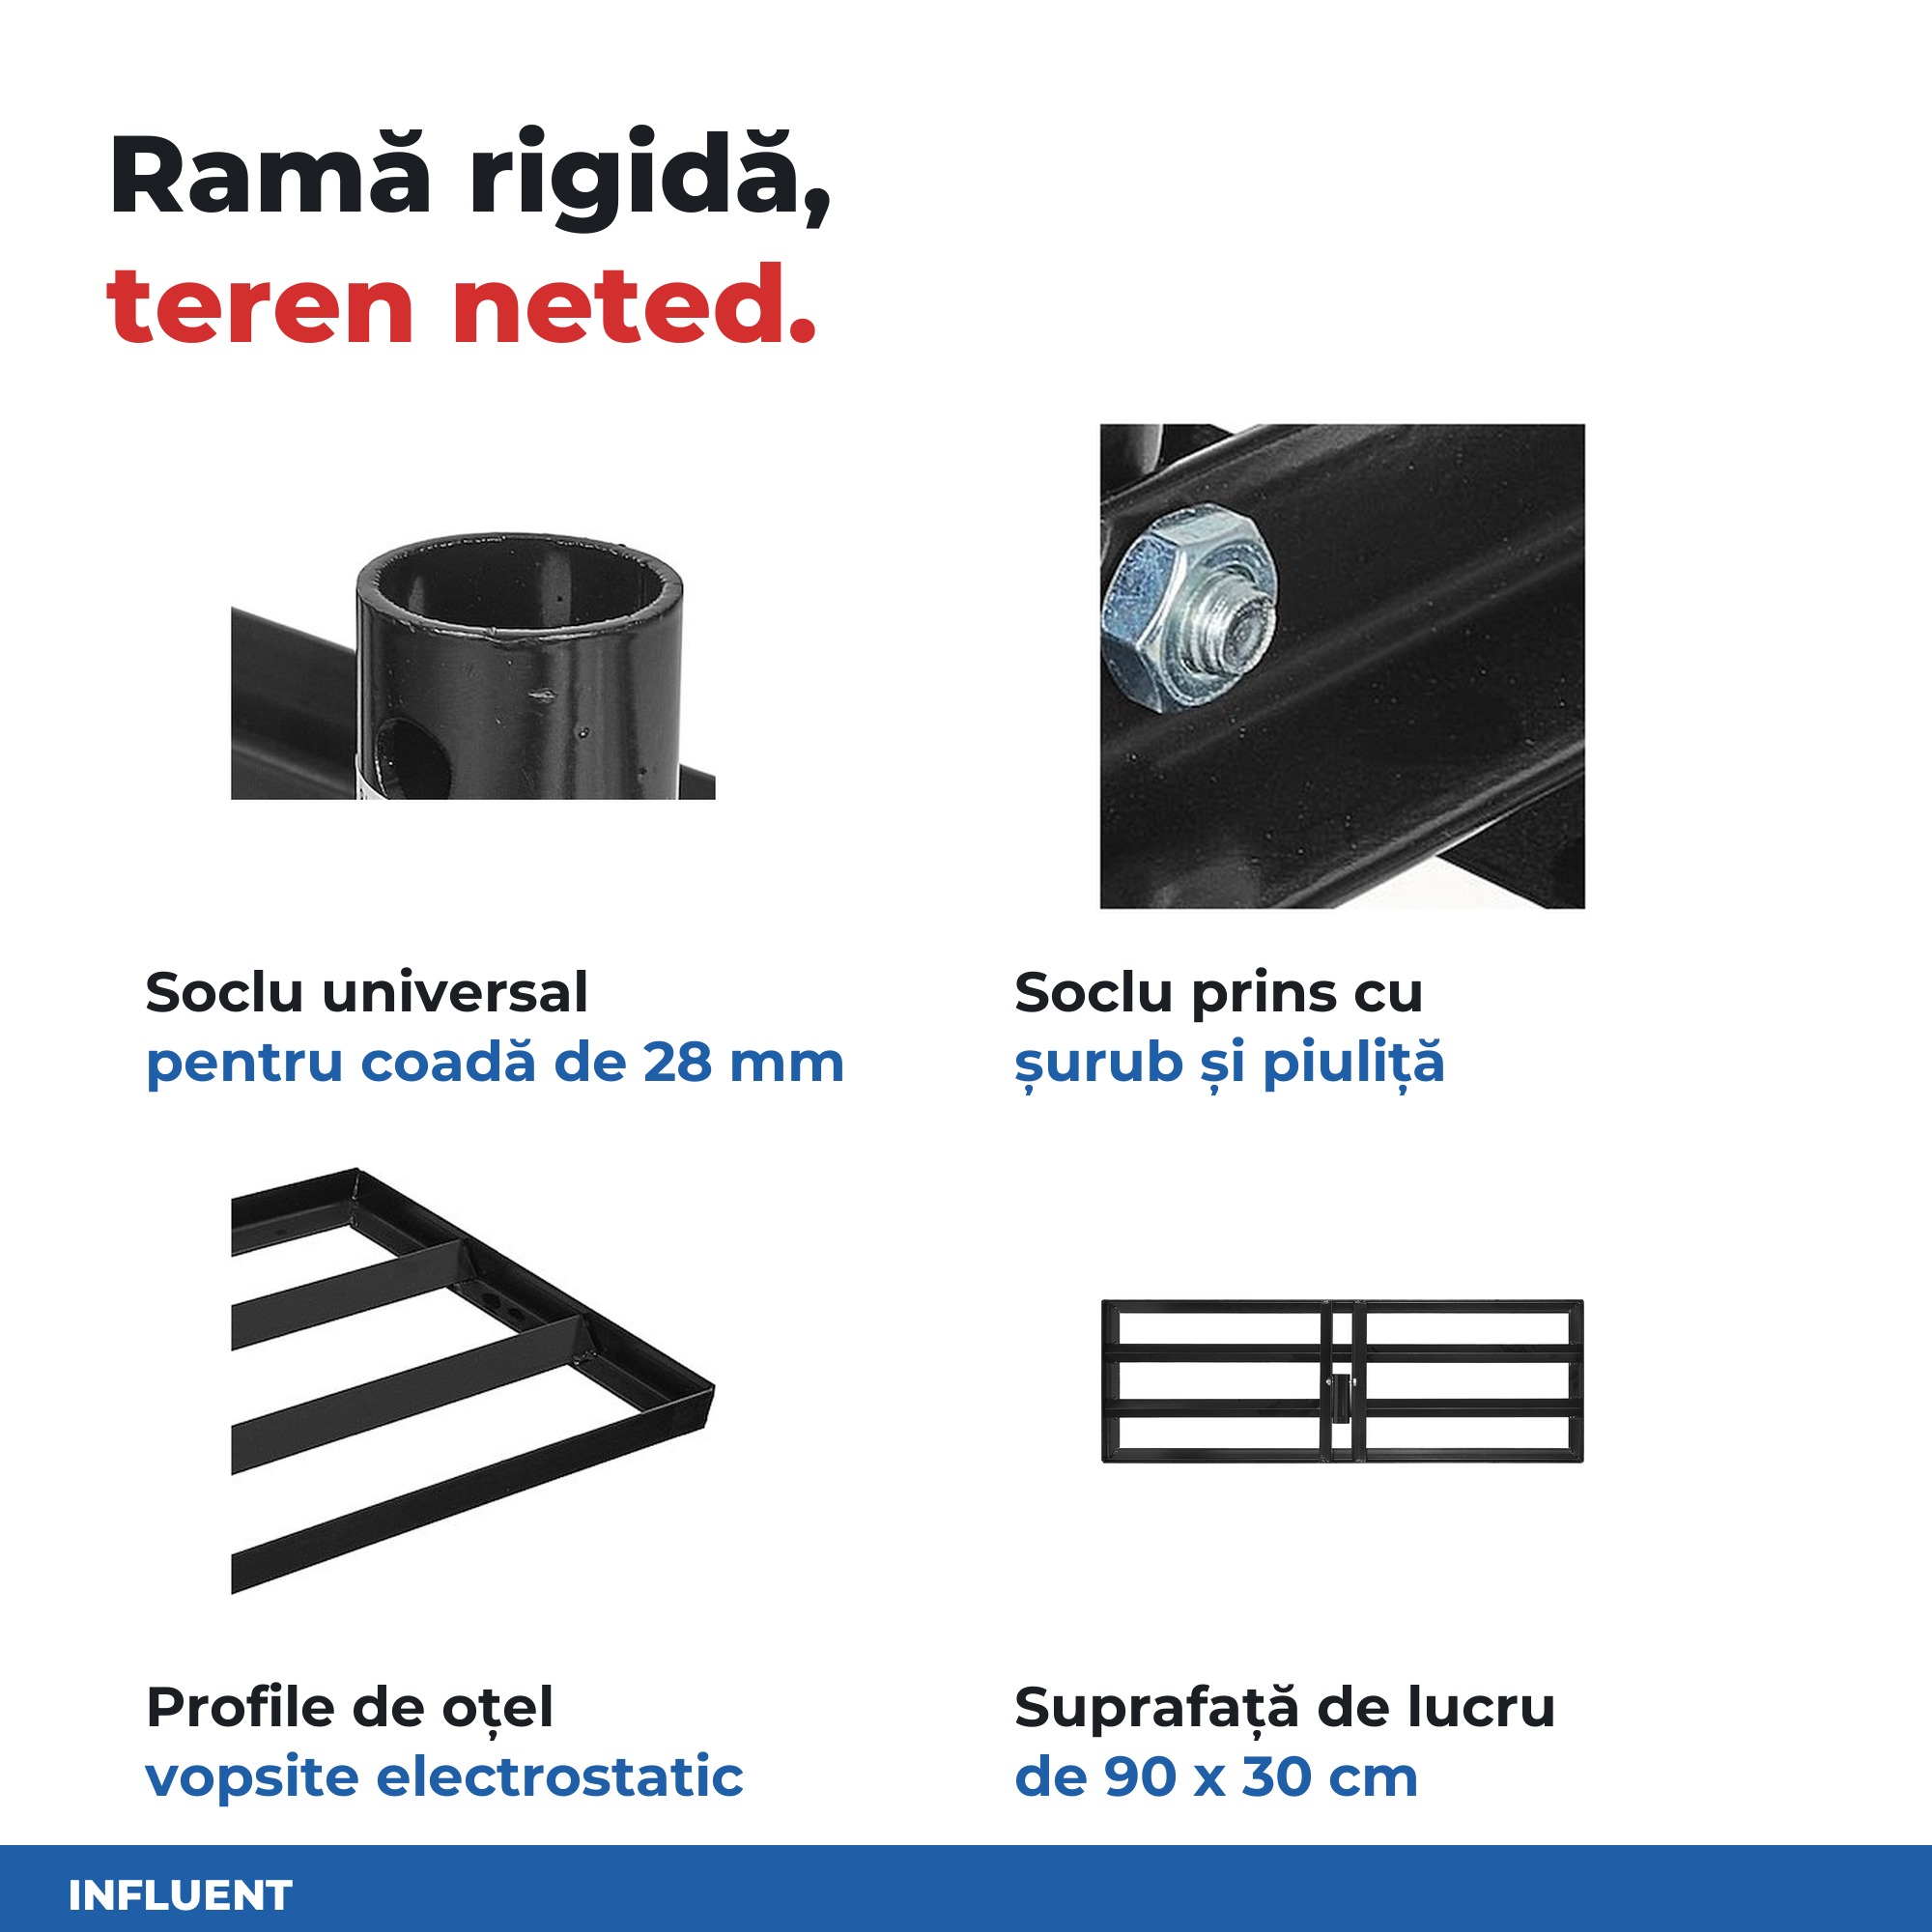 Ramă rigidă,
teren neted.
Soclu universal
pentru coadă de 28 mm
Soclu prins cu
șurub și piuliță
Profile de oțel
vopsite electrostatic
Suprafață de lucru
de 90 x 30 cm
INFLUENT